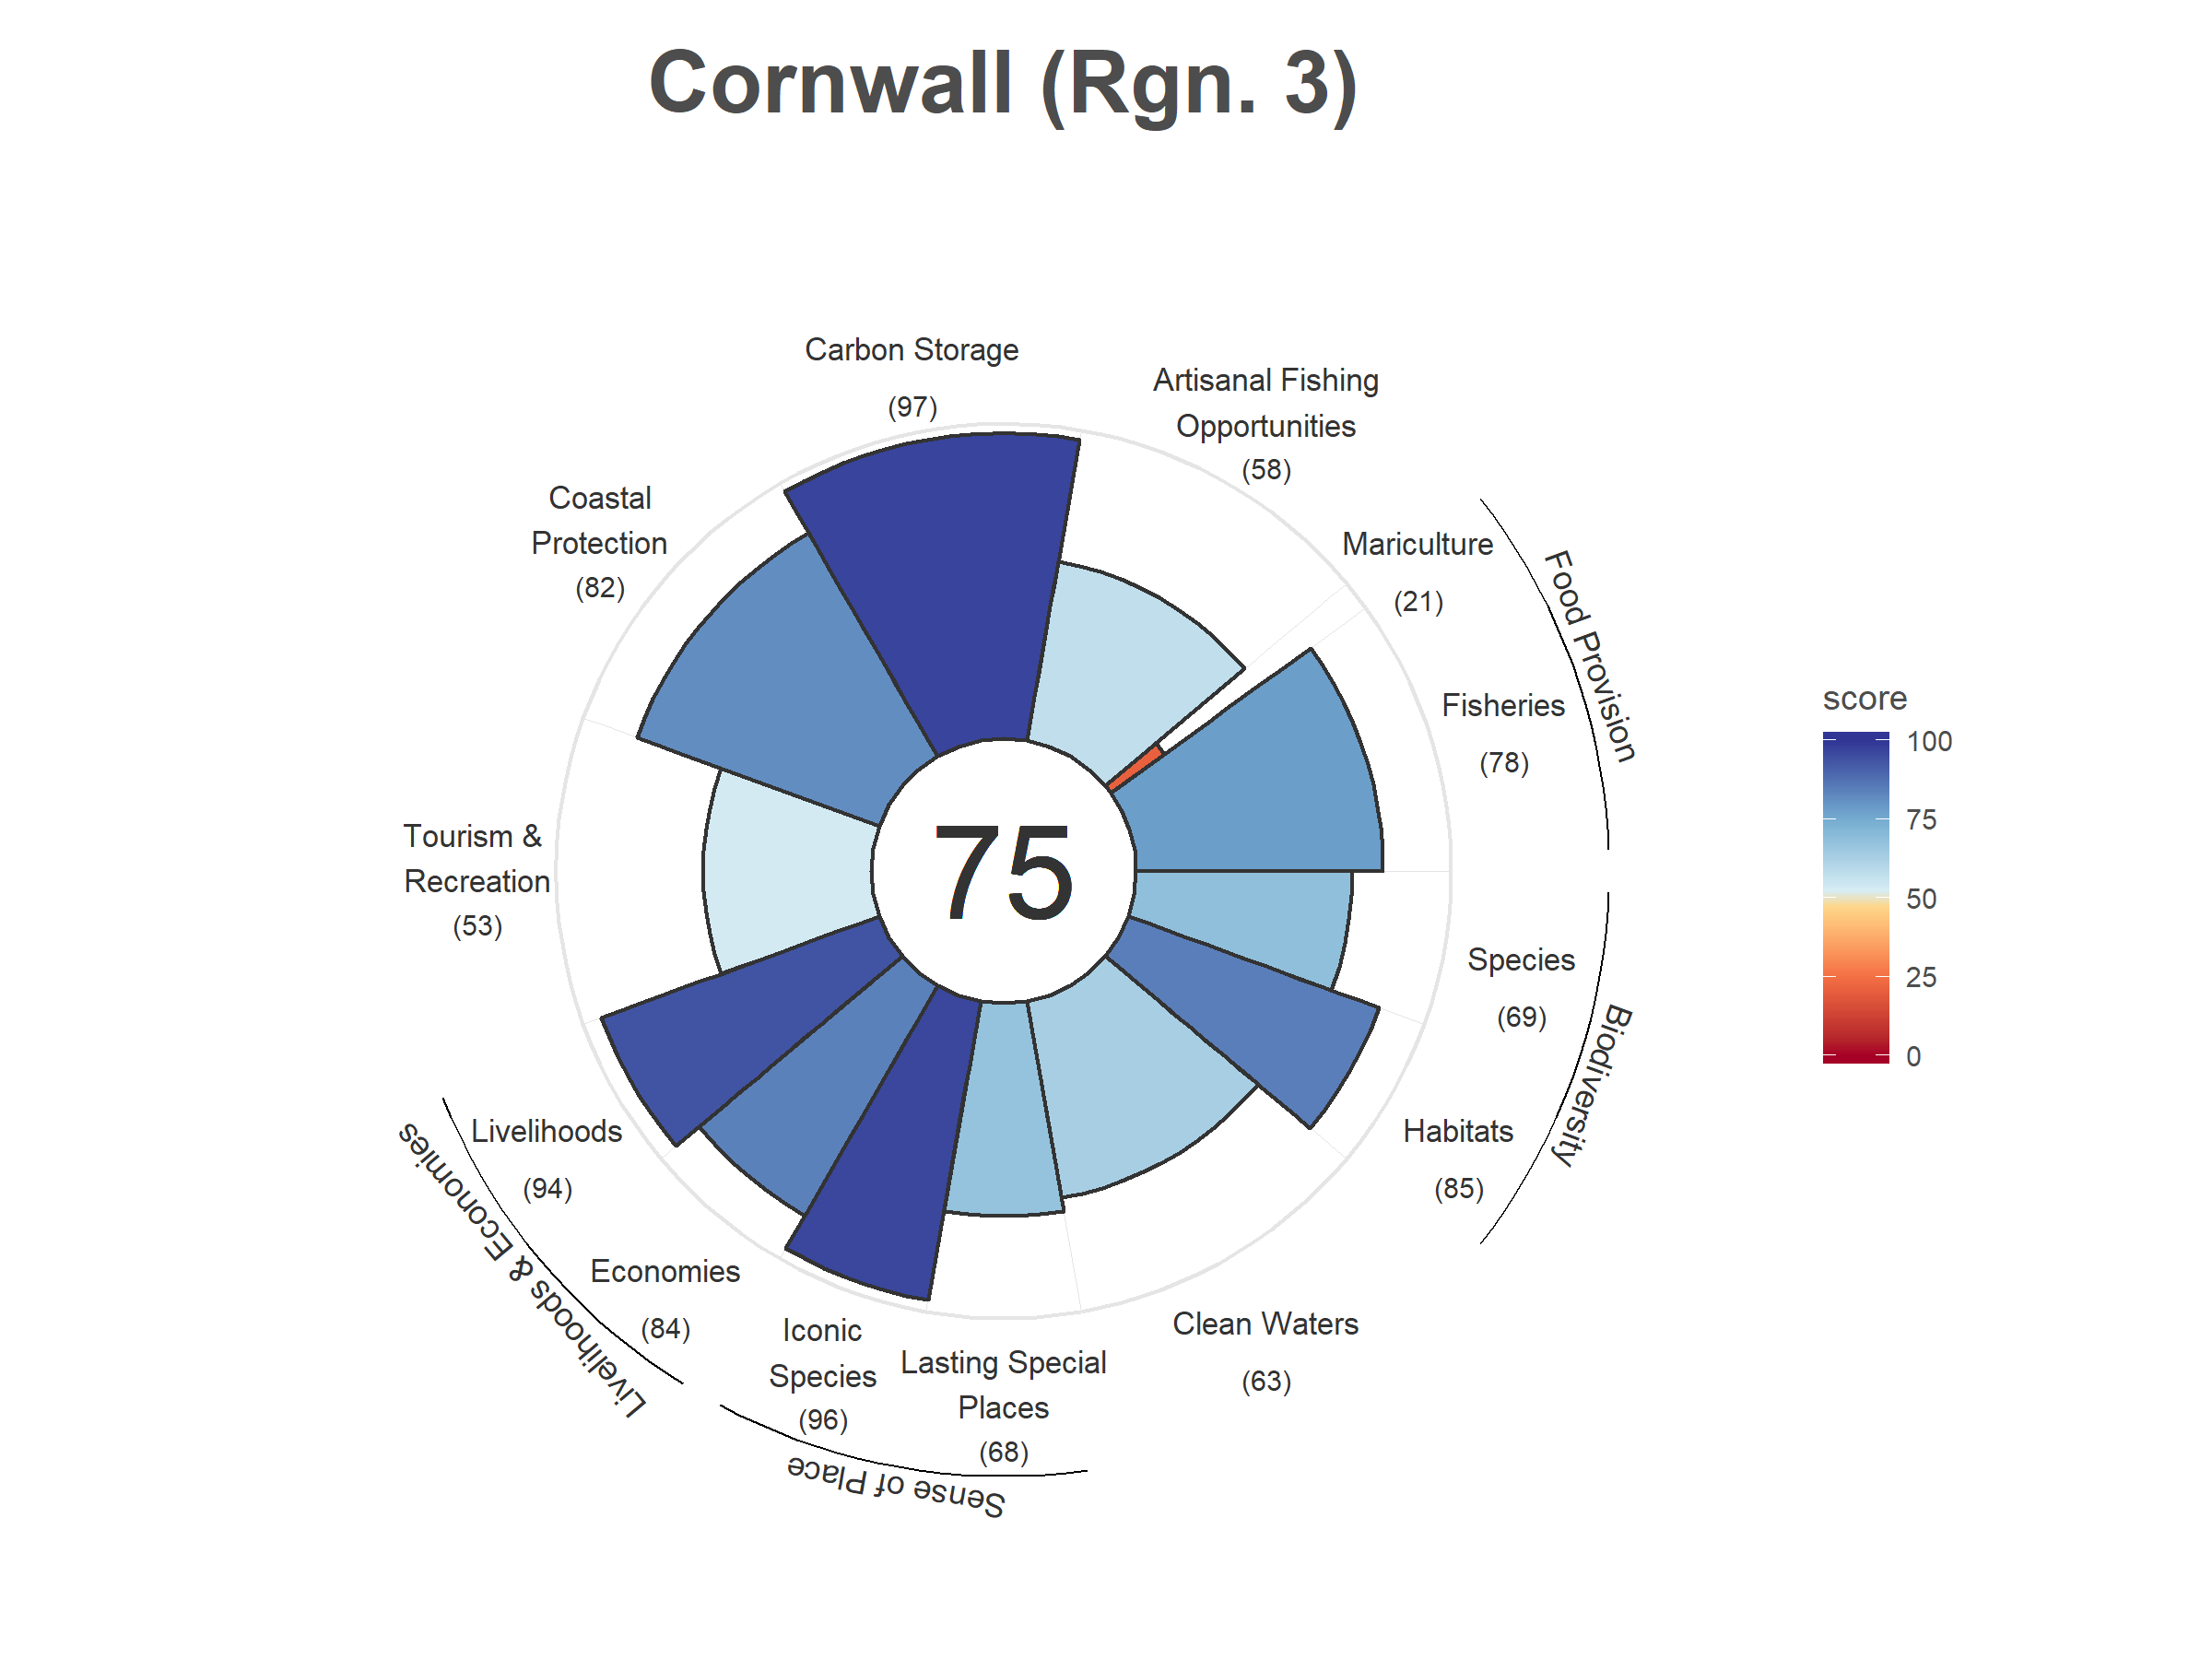 Cornwall (Rgn. 3)
Carbon Storage
(97)
Artisanal Fishing
Opportunities
(58)
Coastal
Protection
(82)
Mariculture
(21)
Food Provision
Fisheries
(78)
score
100
75
50
25
0
75
Tourism &
Recreation
(53)
Species
(69)
Biodiversity
Habitats
(85)
Livelihoods
(94)
Livelihoods & Economies
Economies
(84)
Iconic
Species
(96)
Lasting Special
Places
(68)
Clean Waters
(63)
Sense of Place